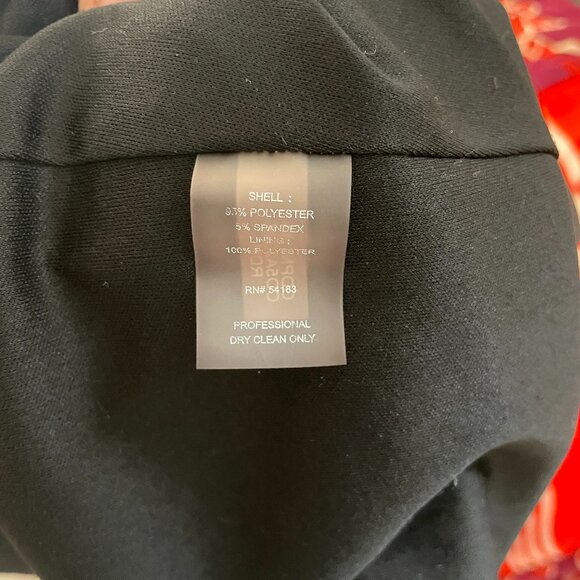 SHELL :
95% POLYESTER
5% SPANDEX
LINING :
100% POLYESTER
RN# 54163
PROFESSIONAL
DRY CLEAN ONLY